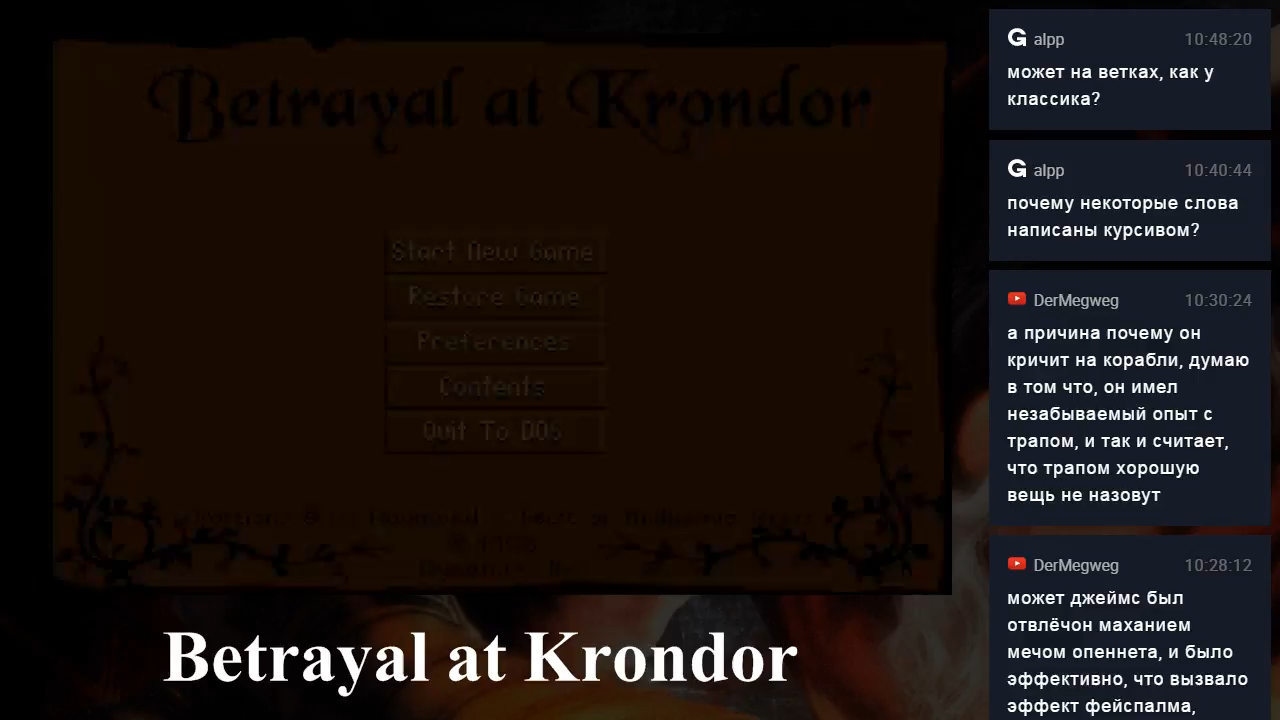 Betrayal at Krondor
Start New Game
Restore Game
Preferences
Contents
Quit To DOS
Betrayal at Krondor
alpp 10:48:20
может на ветках, как у
классика?
alpp 10:40:44
почему некоторые слова
написаны курсивом?
DerMegweg 10:30:24
а причина почему он
кричит на корабли, думаю
в том что, он имел
незабываемый опыт с
трапом, и так и считает,
что трапом хорошую
вещь не назовут
DerMegweg 10:28:12
может джеймс был
отвлёчон маханием
мечом опеннета, и было
эффективно, что вызвало
эффект фейспалма,